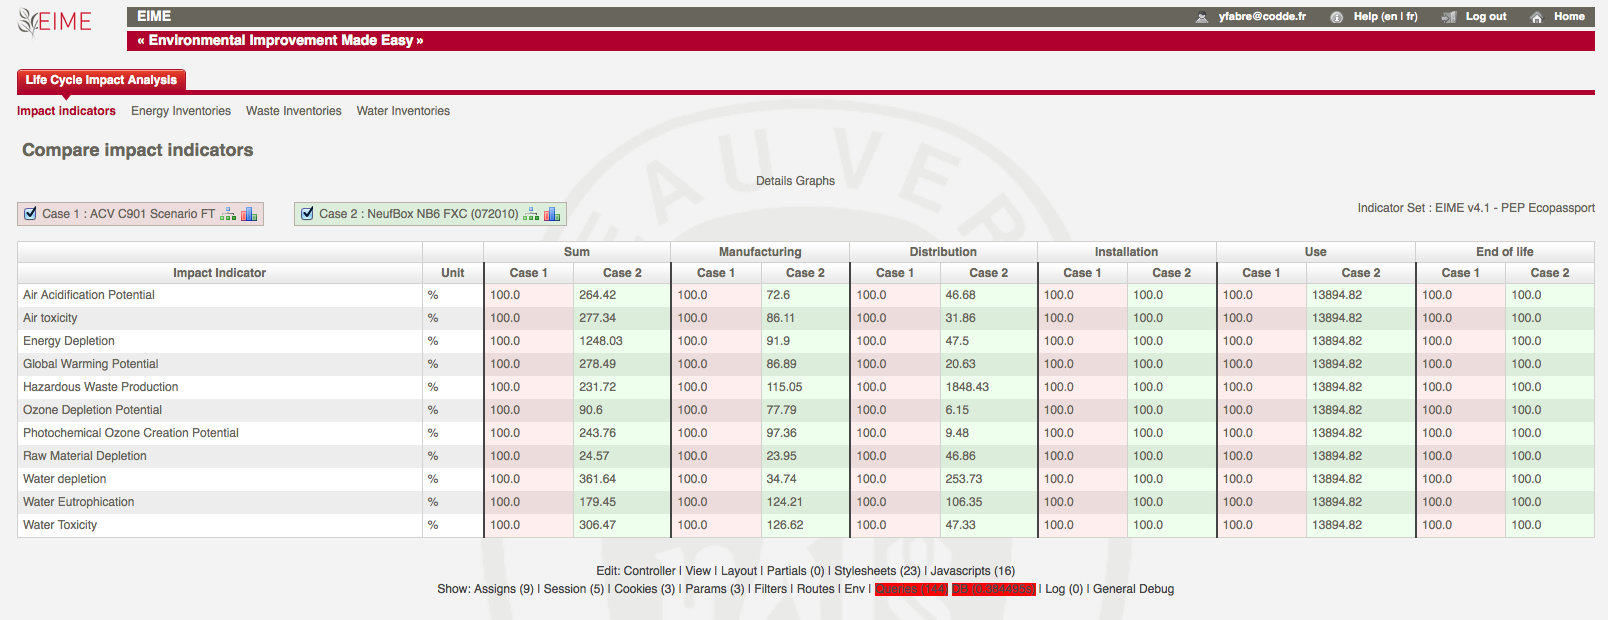 EIME
EIME
yfabre@codde.fr Help (en | fr) Log out Home
« Environmental Improvement Made Easy »
Life Cycle Impact Analysis
Impact indicators Energy Inventories Waste Inventories Water Inventories
Compare impact indicators
Details Graphs
Case 1 : ACV C901 Scenario FT Case 2 : NeufBox NB6 FXC (072010)
Indicator Set : EIME v4.1 - PEP Ecopassport
Sum Manufacturing Distribution Installation Use End of life
Impact Indicator Unit Case 1 Case 2 Case 1 Case 2 Case 1 Case 2 Case 1 Case 2 Case 1 Case 2 Case 1 Case 2
Air Acidification Potential % 100.0 264.42 100.0 72.6 100.0 46.68 100.0 100.0 100.0 13894.82 100.0 100.0
Air toxicity % 100.0 277.34 100.0 86.11 100.0 31.86 100.0 100.0 100.0 13894.82 100.0 100.0
Energy Depletion % 100.0 1248.03 100.0 91.9 100.0 47.5 100.0 100.0 100.0 13894.82 100.0 100.0
Global Warming Potential % 100.0 278.49 100.0 86.89 100.0 20.63 100.0 100.0 100.0 13894.82 100.0 100.0
Hazardous Waste Production % 100.0 231.72 100.0 115.05 100.0 1848.43 100.0 100.0 100.0 13894.82 100.0 100.0
Ozone Depletion Potential % 100.0 90.6 100.0 77.79 100.0 6.15 100.0 100.0 100.0 13894.82 100.0 100.0
Photochemical Ozone Creation Potential % 100.0 243.76 100.0 97.36 100.0 9.48 100.0 100.0 100.0 13894.82 100.0 100.0
Raw Material Depletion % 100.0 24.57 100.0 23.95 100.0 46.86 100.0 100.0 100.0 13894.82 100.0 100.0
Water depletion % 100.0 361.64 100.0 34.74 100.0 253.73 100.0 100.0 100.0 13894.82 100.0 100.0
Water Eutrophication % 100.0 179.45 100.0 124.21 100.0 106.35 100.0 100.0 100.0 13894.82 100.0 100.0
Water Toxicity % 100.0 306.47 100.0 126.62 100.0 47.33 100.0 100.0 100.0 13894.82 100.0 100.0
Edit: Controller | View | Layout | Partials (0) | Stylesheets (23) | Javascripts (16)
Show: Assigns (9) | Session (5) | Cookies (3) | Params (3) | Filters | Routes | Env | Queries (144) DB | Log (0) | General Debug